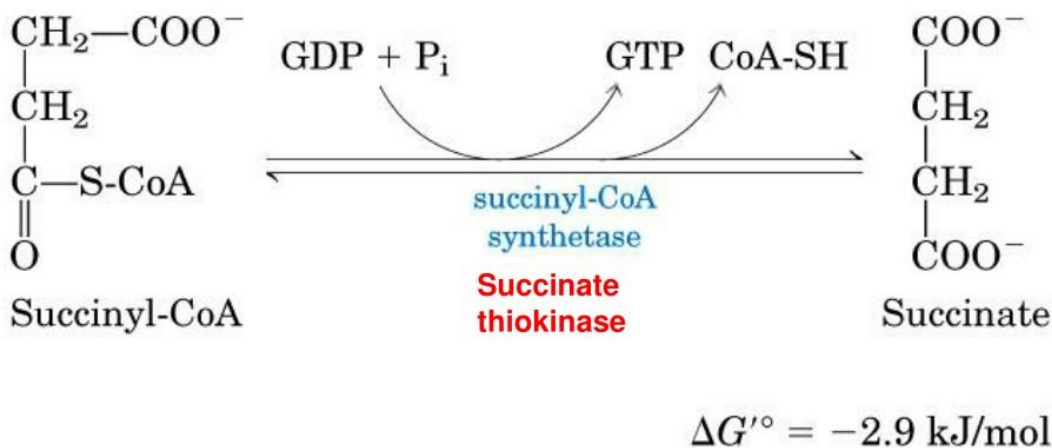 CH₂—COO⁻
CH₂
C—S-CoA
O
Succinyl-CoA
GDP + Pᵢ
GTP CoA-SH
succinyl-CoA
synthetase
Succinate
thiokinase
COO⁻
CH₂
CH₂
COO⁻
Succinate
ΔG′° = −2.9 kJ/mol